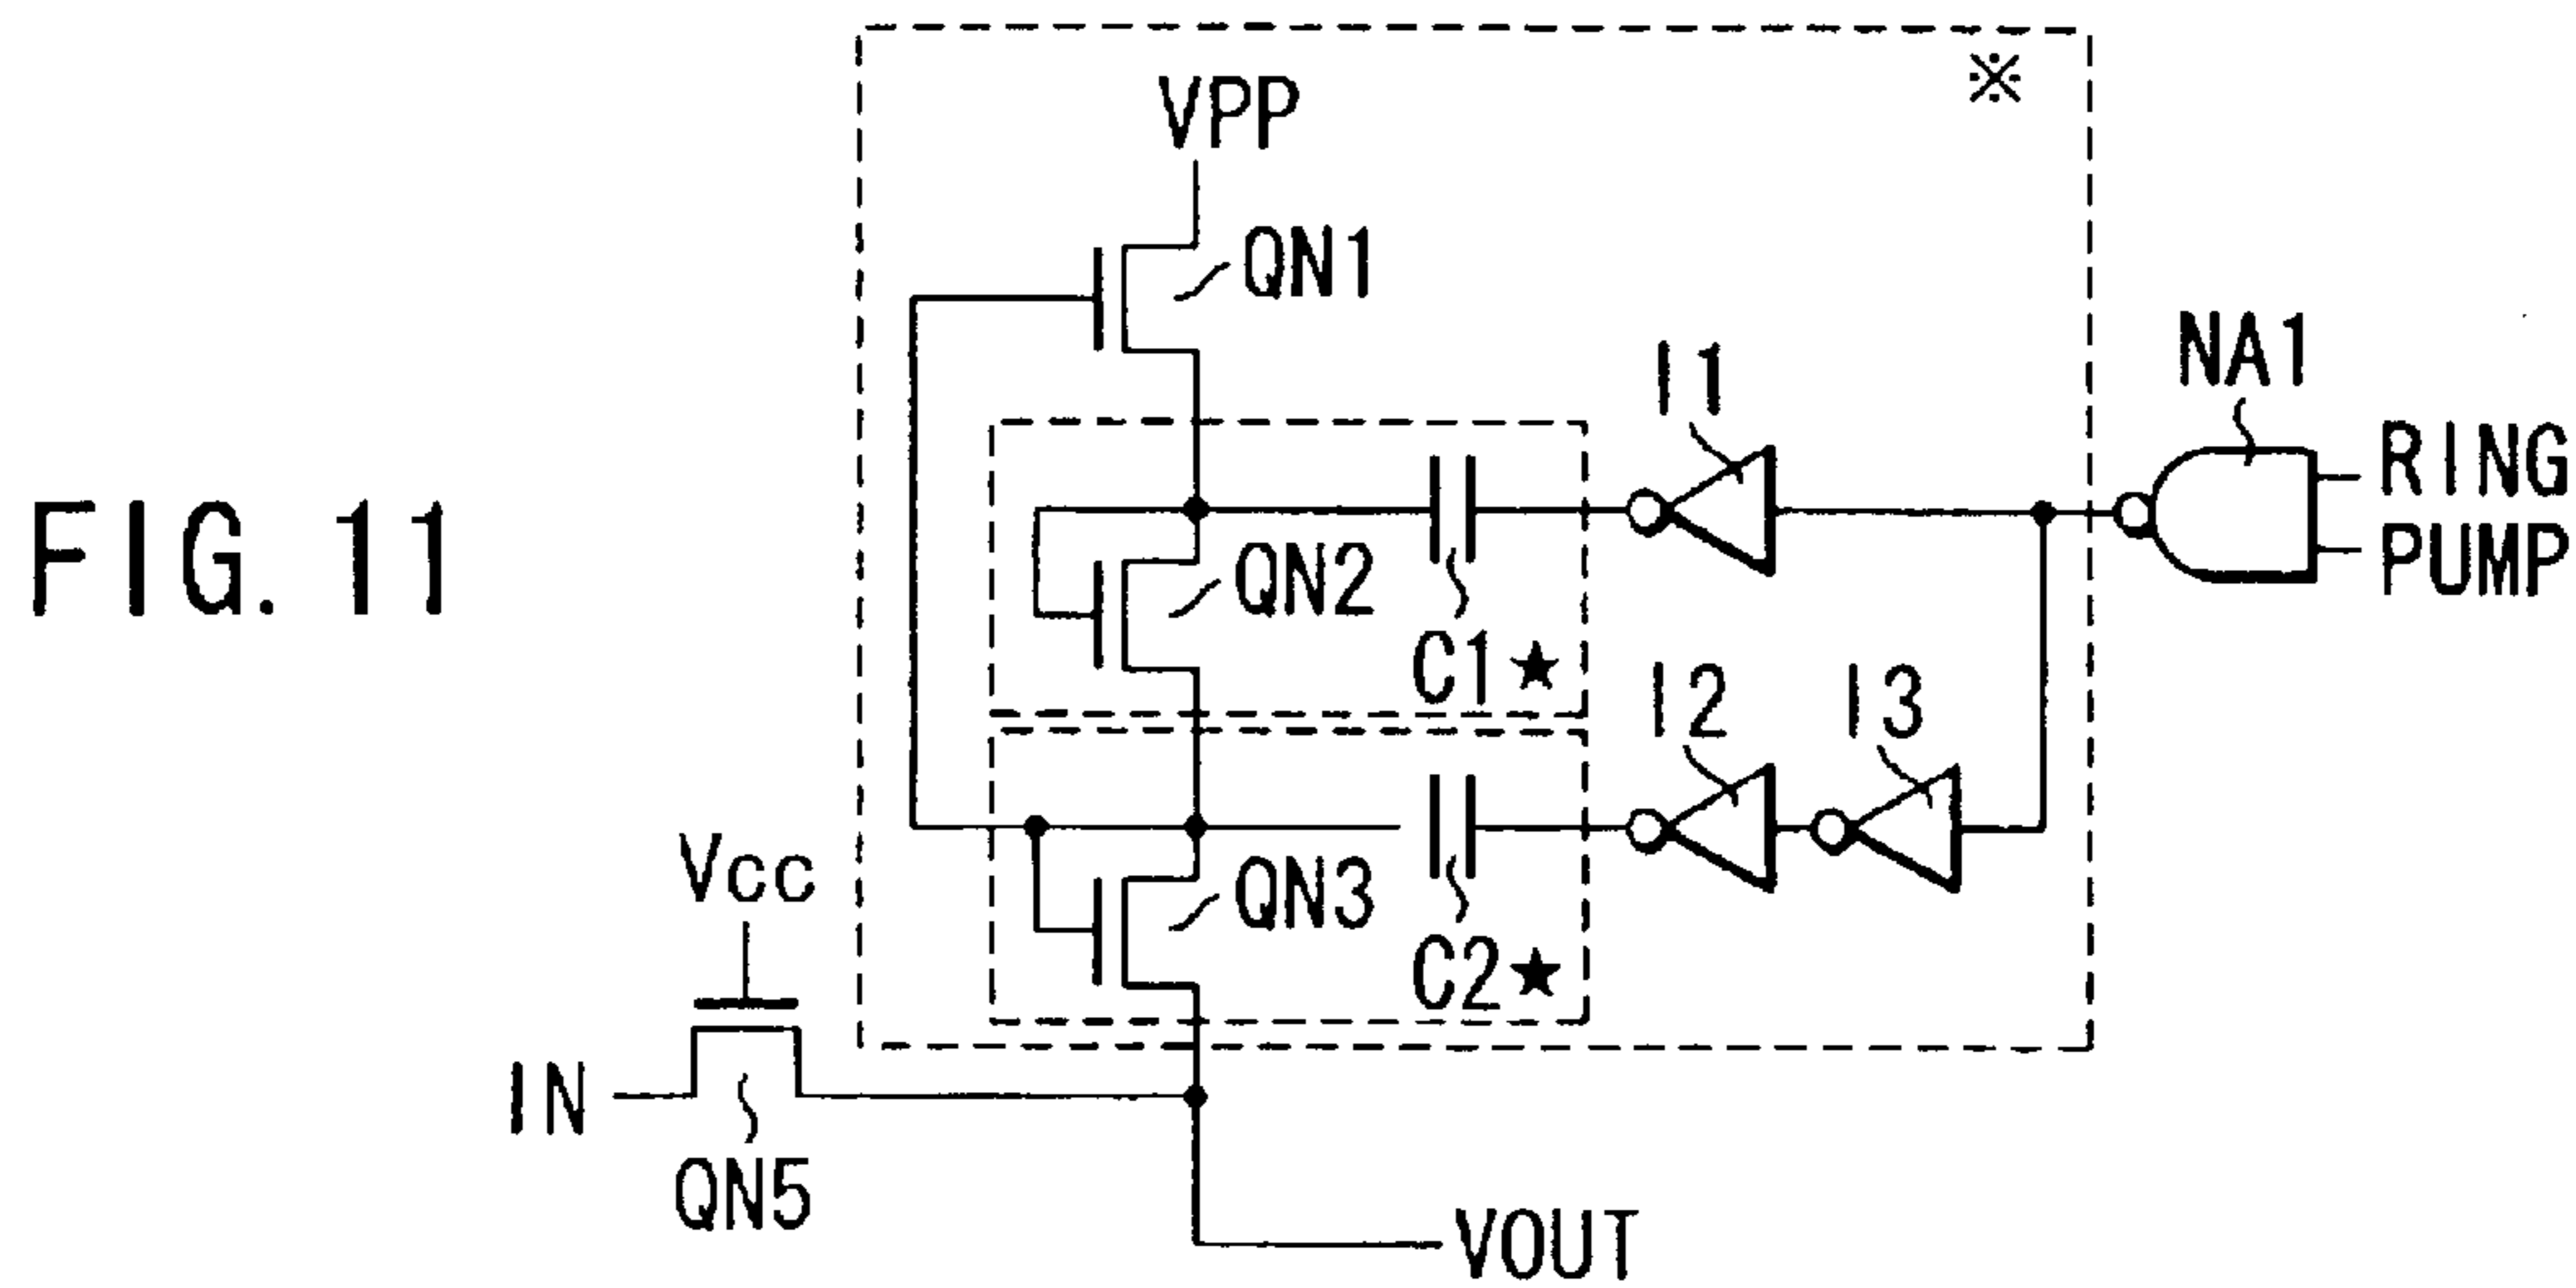 ※
VPP
QN1
NA1
I1
RING
FIG. 11
QN2
PUMP
C1★
I2
I3
Vcc
QN3
C2★
IN
QN5
VOUT